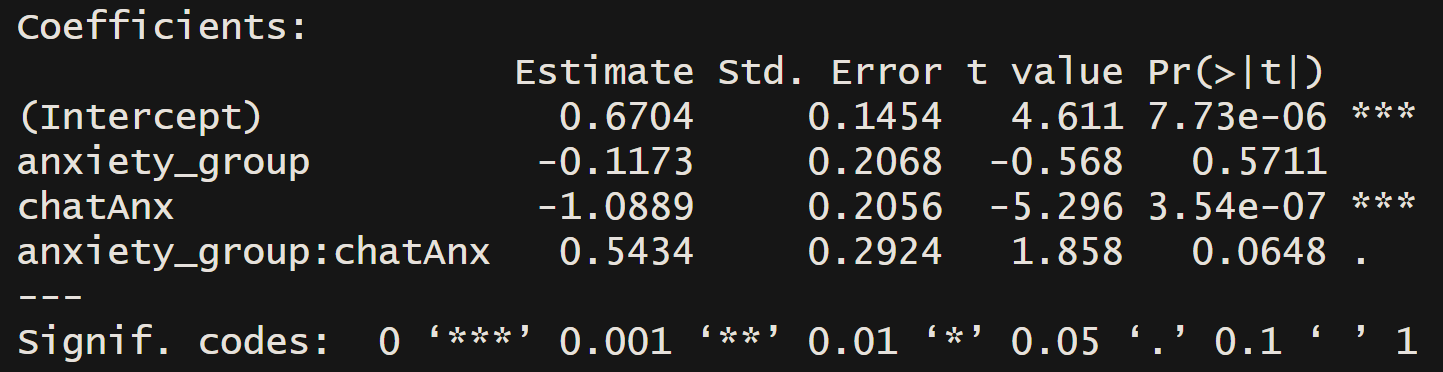 Coefficients:
Estimate Std. Error t value Pr(>|t|)
(Intercept) 0.6704 0.1454 4.611 7.73e-06 ***
anxiety_group -0.1173 0.2068 -0.568 0.5711
chatAnx -1.0889 0.2056 -5.296 3.54e-07 ***
anxiety_group:chatAnx 0.5434 0.2924 1.858 0.0648 .
---
Signif. codes: 0 ‘***’ 0.001 ‘**’ 0.01 ‘*’ 0.05 ‘.’ 0.1 ‘ ’ 1